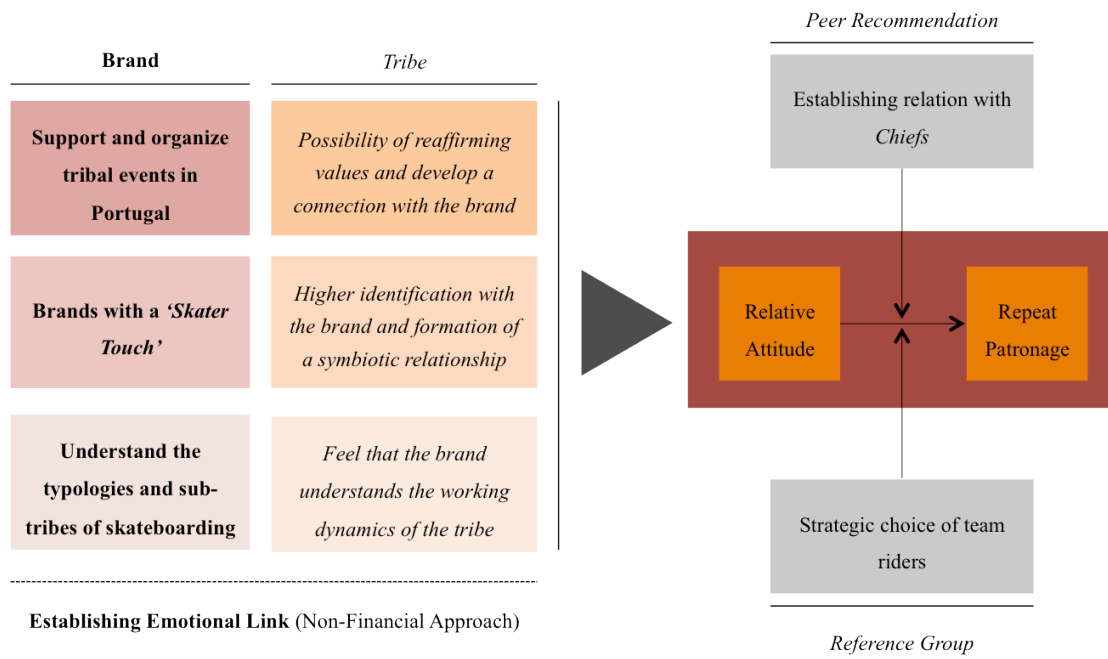 Brand
Support and organize
tribal events in
Portugal
Brands with a ‘Skater
Touch’
Understand the
typologies and sub-
tribes of skateboarding
Tribe
Possibility of reaffirming
values and develop a
connection with the brand
Higher identification with
the brand and formation of
a symbiotic relationship
Feel that the brand
understands the working
dynamics of the tribe
Establishing Emotional Link (Non-Financial Approach)
Peer Recommendation
Establishing relation with
Chiefs
Relative
Attitude
Repeat
Patronage
Strategic choice of team
riders
Reference Group